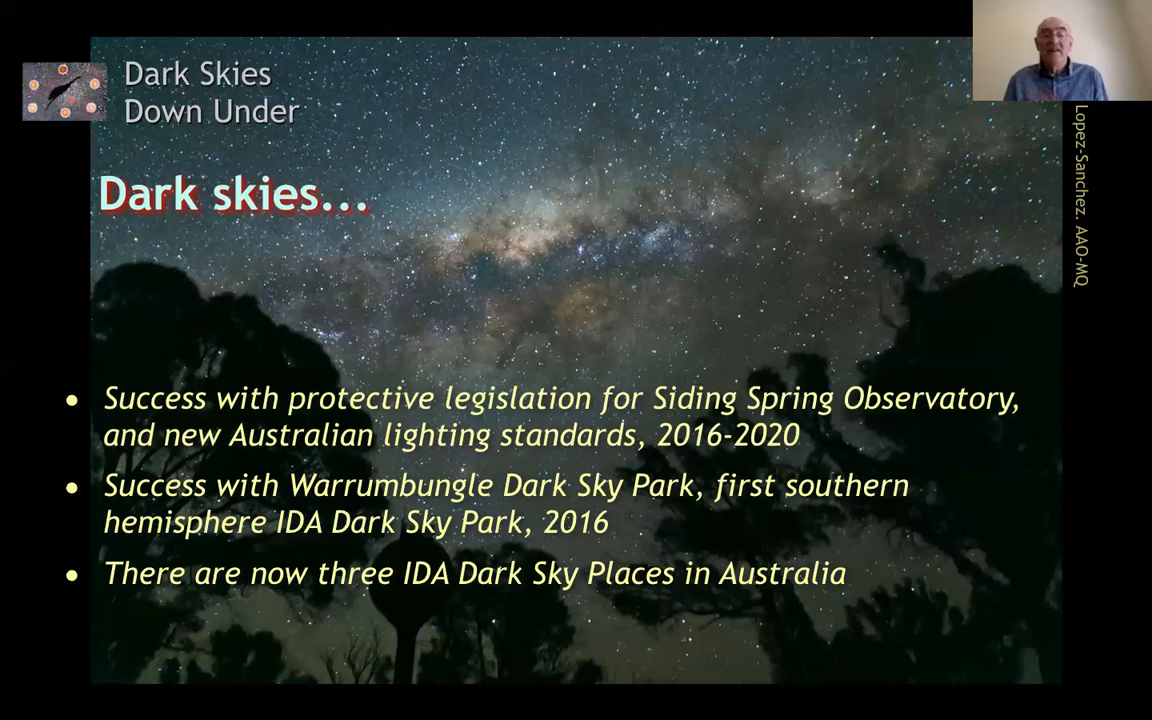 Dark Skies
Down Under
Dark skies...
• Success with protective legislation for Siding Spring Observatory,
and new Australian lighting standards, 2016-2020
• Success with Warrumbungle Dark Sky Park, first southern
hemisphere IDA Dark Sky Park, 2016
• There are now three IDA Dark Sky Places in Australia
Lopez-Sanchez. AAO-MQ